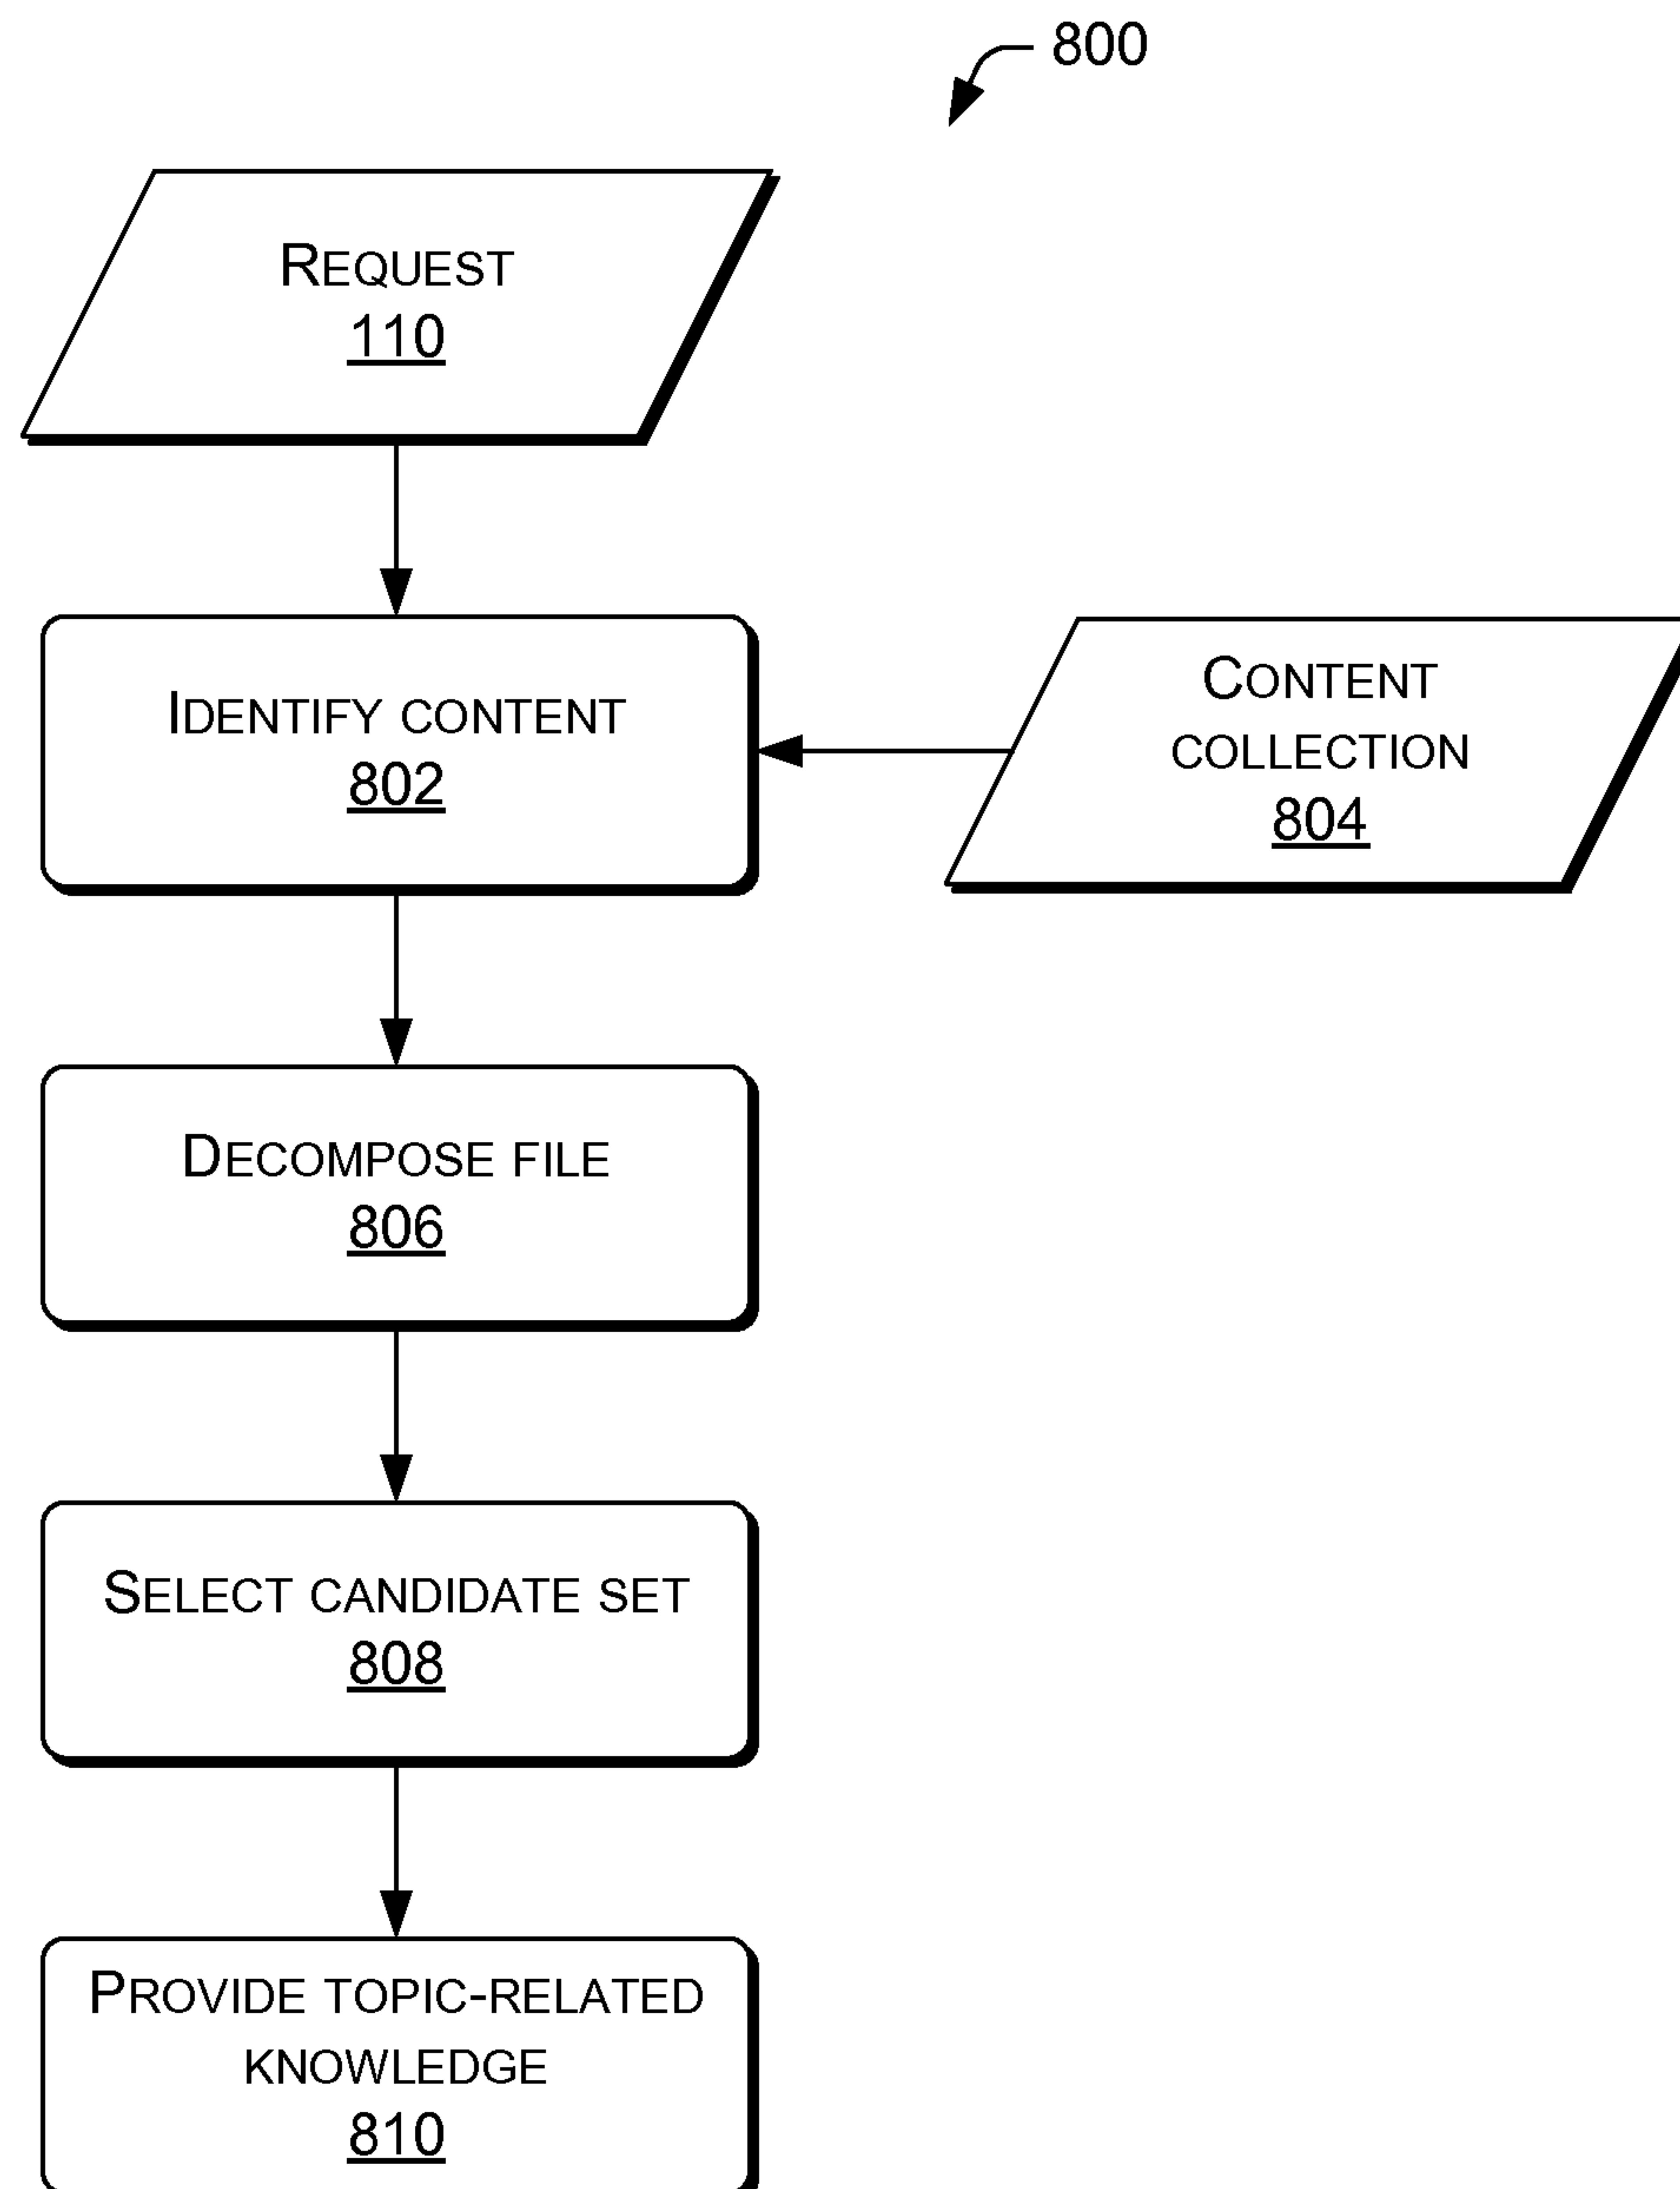 800
REQUEST
110
IDENTIFY CONTENT
802
CONTENT
COLLECTION
804
DECOMPOSE FILE
806
SELECT CANDIDATE SET
808
PROVIDE TOPIC-RELATED
KNOWLEDGE
810